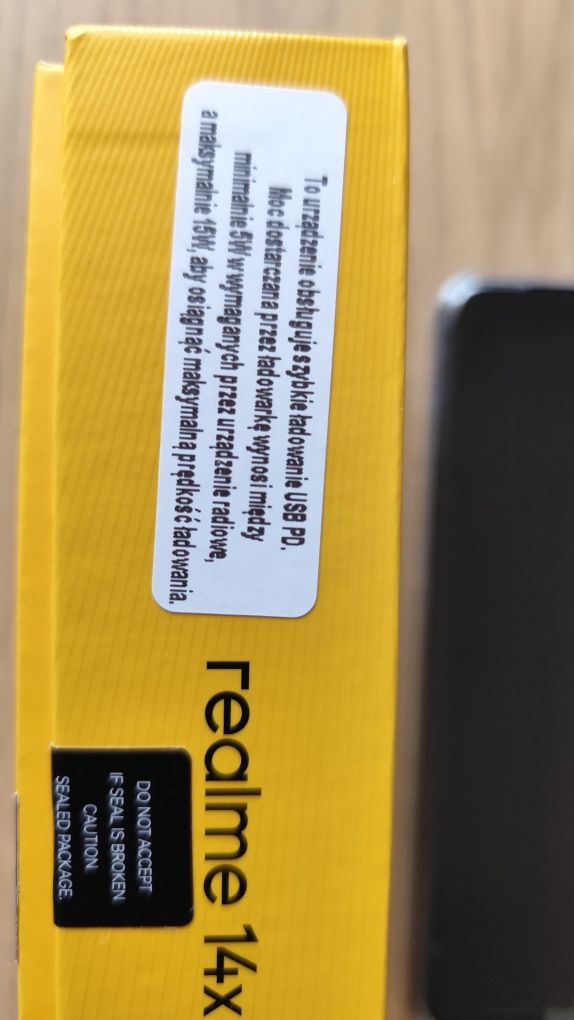 To urządzenie obsługuje szybkie ładowanie USB PD.
Moc dostarczana przez ładowarkę wynosi między
minimalnie 5W w wymaganych przez urządzenie radiowe,
a maksymalnie 15W, aby osiągnąć maksymalną prędkość ładowania.
realme 14x
DO NOT ACCEPT
IF SEAL IS BROKEN
CAUTION
SEALED PACKAGE.